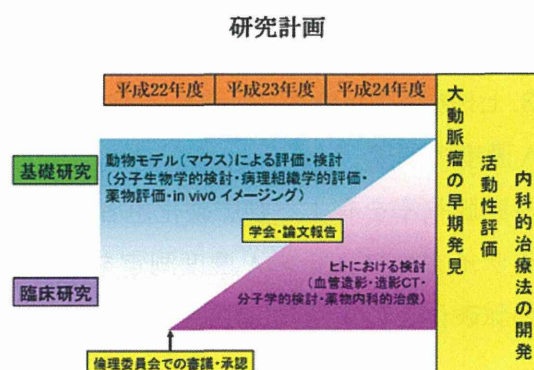 研究計画
平成22年度
平成23年度
平成24年度
基礎研究
動物モデル(マウス)による評価・検討
(分子生物学的検討・病理組織学的評価・
薬物評価・in vivo イメージング)
学会・論文報告
臨床研究
ヒトにおける検討
(血管造影・造影CT・
分子学的検討・薬物内科的治療)
倫理委員会での審議・承認
大動脈瘤の早期発見
活動性評価
内科的治療法の開発